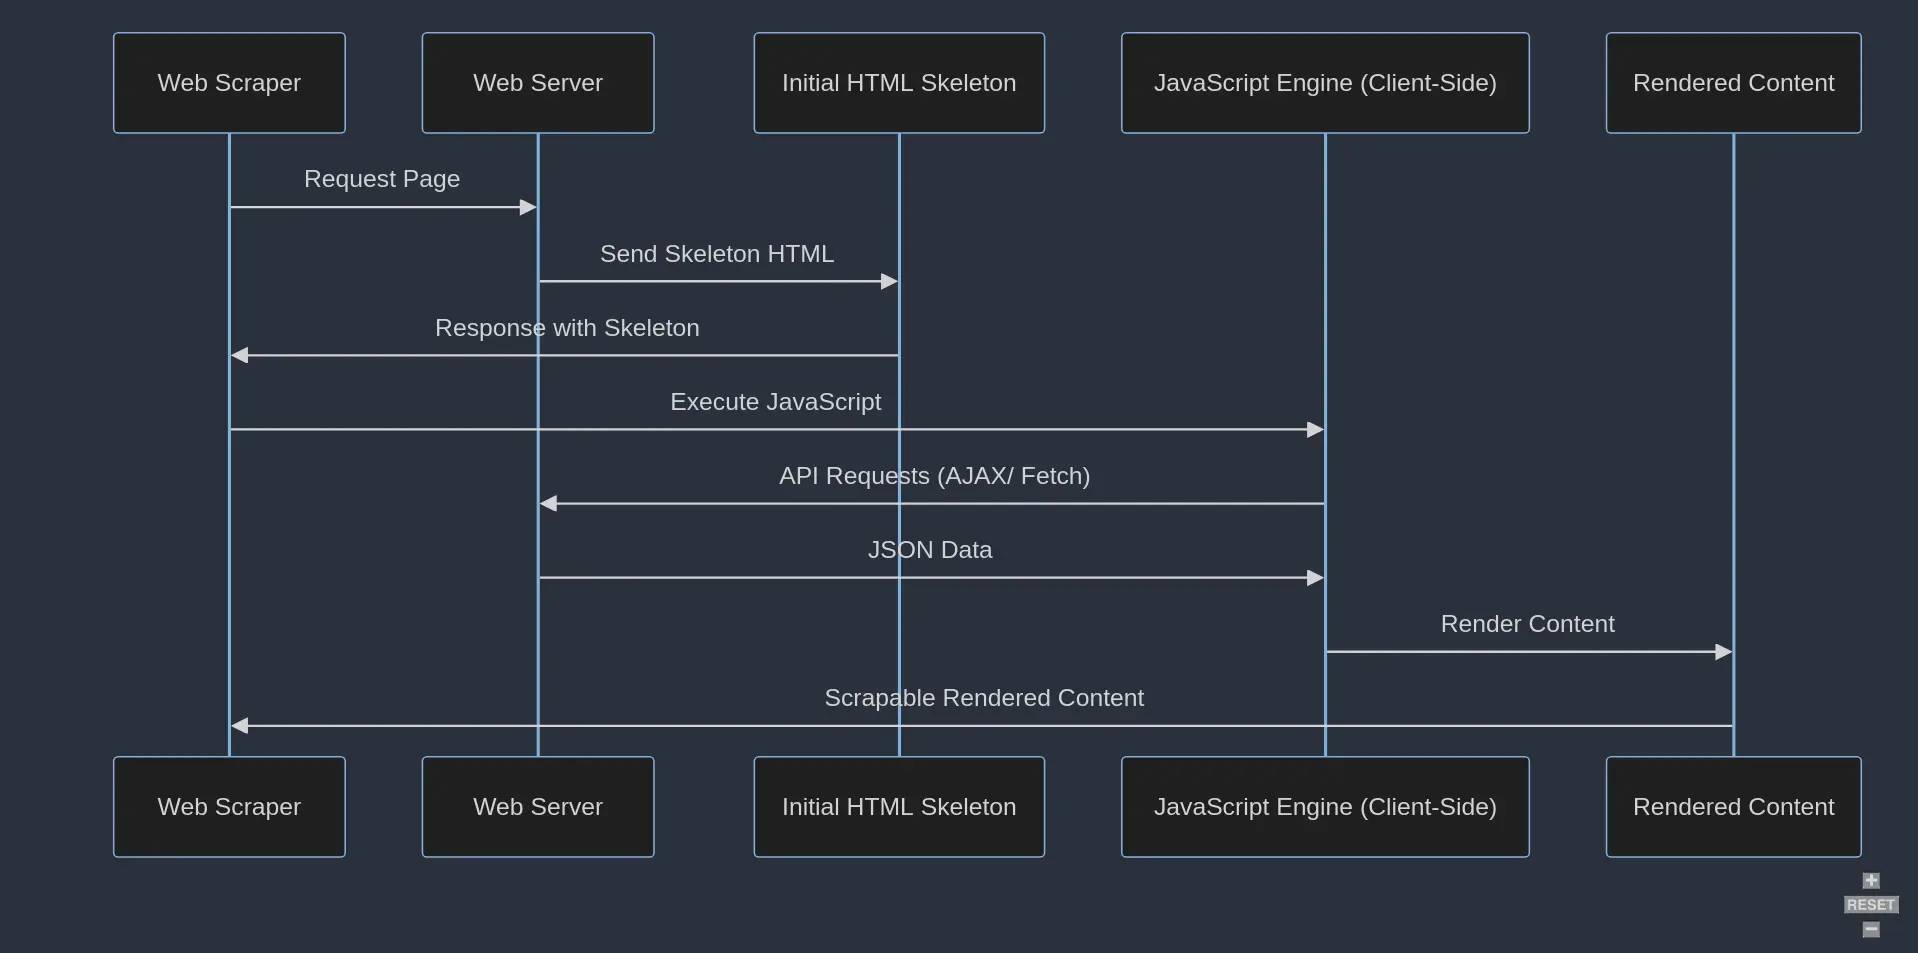 Web Scraper
Web Server
Initial HTML Skeleton
JavaScript Engine (Client-Side)
Rendered Content
Request Page
Send Skeleton HTML
Response with Skeleton
Execute JavaScript
API Requests (AJAX/ Fetch)
JSON Data
Render Content
Scrapable Rendered Content
Web Scraper
Web Server
Initial HTML Skeleton
JavaScript Engine (Client-Side)
Rendered Content
+
RESET
−